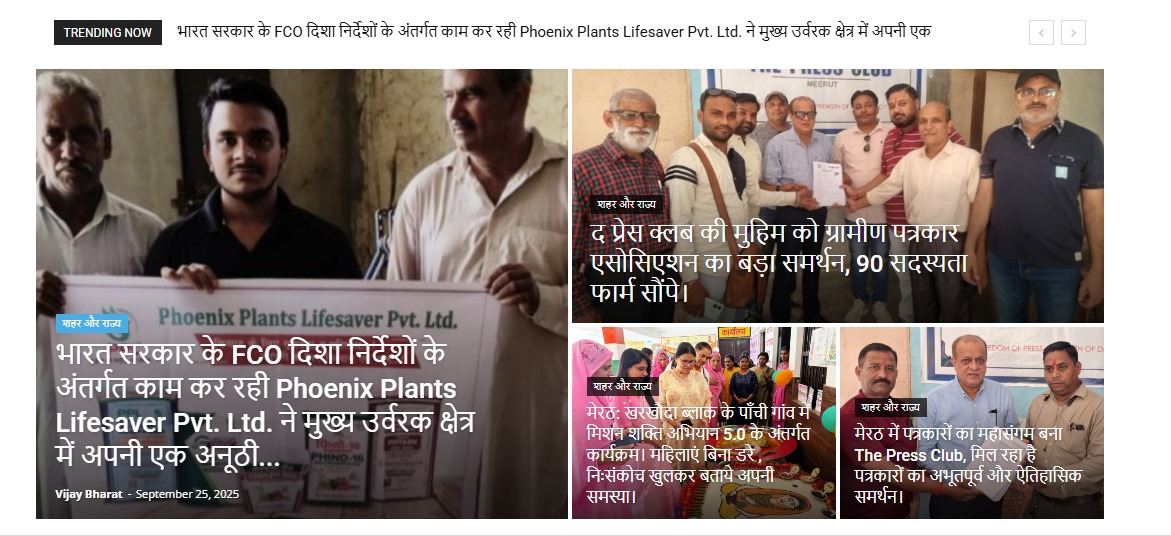 TRENDING NOW
भारत सरकार के FCO दिशा निर्देशों के अंतर्गत काम कर रही Phoenix Plants Lifesaver Pvt. Ltd. ने मुख्य उर्वरक क्षेत्र में अपनी एक
THE PRESS CLUB
MEERUT
शहर और राज्य
द प्रेस क्लब की मुहिम को ग्रामीण पत्रकार
एसोसिएशन का बड़ा समर्थन, 90 सदस्यता
फार्म सौंपे।
Phoenix Plants Lifesaver Pvt. Ltd.
शहर और राज्य
भारत सरकार के FCO दिशा निर्देशों के
अंतर्गत काम कर रही Phoenix Plants
Lifesaver Pvt. Ltd. ने मुख्य उर्वरक क्षेत्र
में अपनी एक अनूठी...
PHINO-16
Vijay Bharat - September 25, 2025
कार्यालय
शहर और राज्य
मेरठ: खरखौदा ब्लाक के पाँची गांव में
मिशन शक्ति अभियान 5.0 के अंतर्गत
कार्यक्रम। महिलाएं बिना डरे ,
निःसंकोच खुलकर बताये अपनी
समस्या।
शहर और राज्य
मेरठ में पत्रकारों का महासंगम बना
The Press Club, मिल रहा है
पत्रकारों का अभूतपूर्व और ऐतिहासिक
समर्थन।